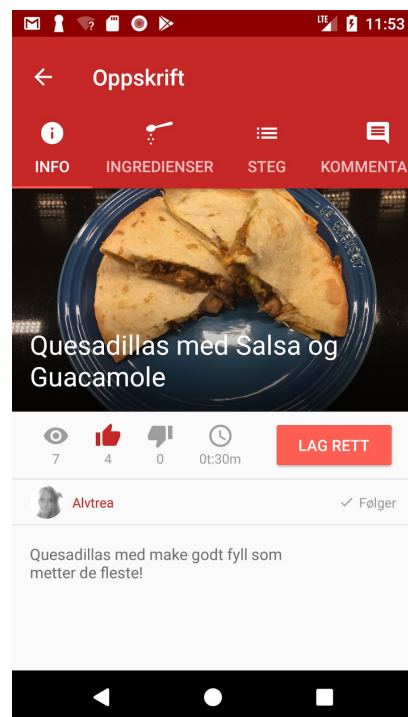 LTE 11:53
Oppskrift
INFO INGREDIENSER STEG KOMMENTA
Quesadillas med Salsa og
Guacamole
7 4 0 0t:30m LAG RETT
Alvtrea Følger
Quesadillas med make godt fyll som
metter de fleste!